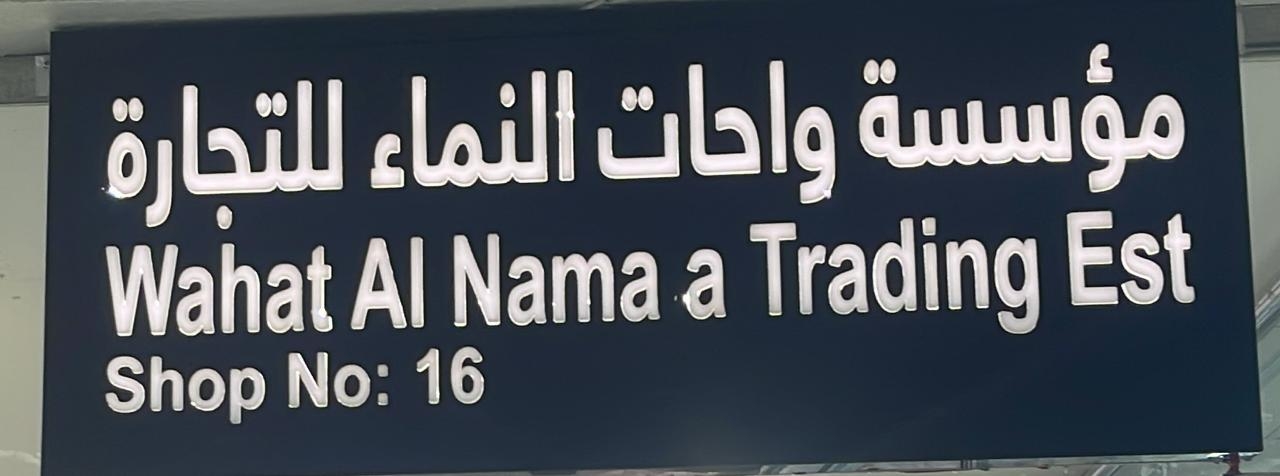 مؤسسة واحات النماء للتجارة
Wahat Al Nama a Trading Est
Shop No: 16